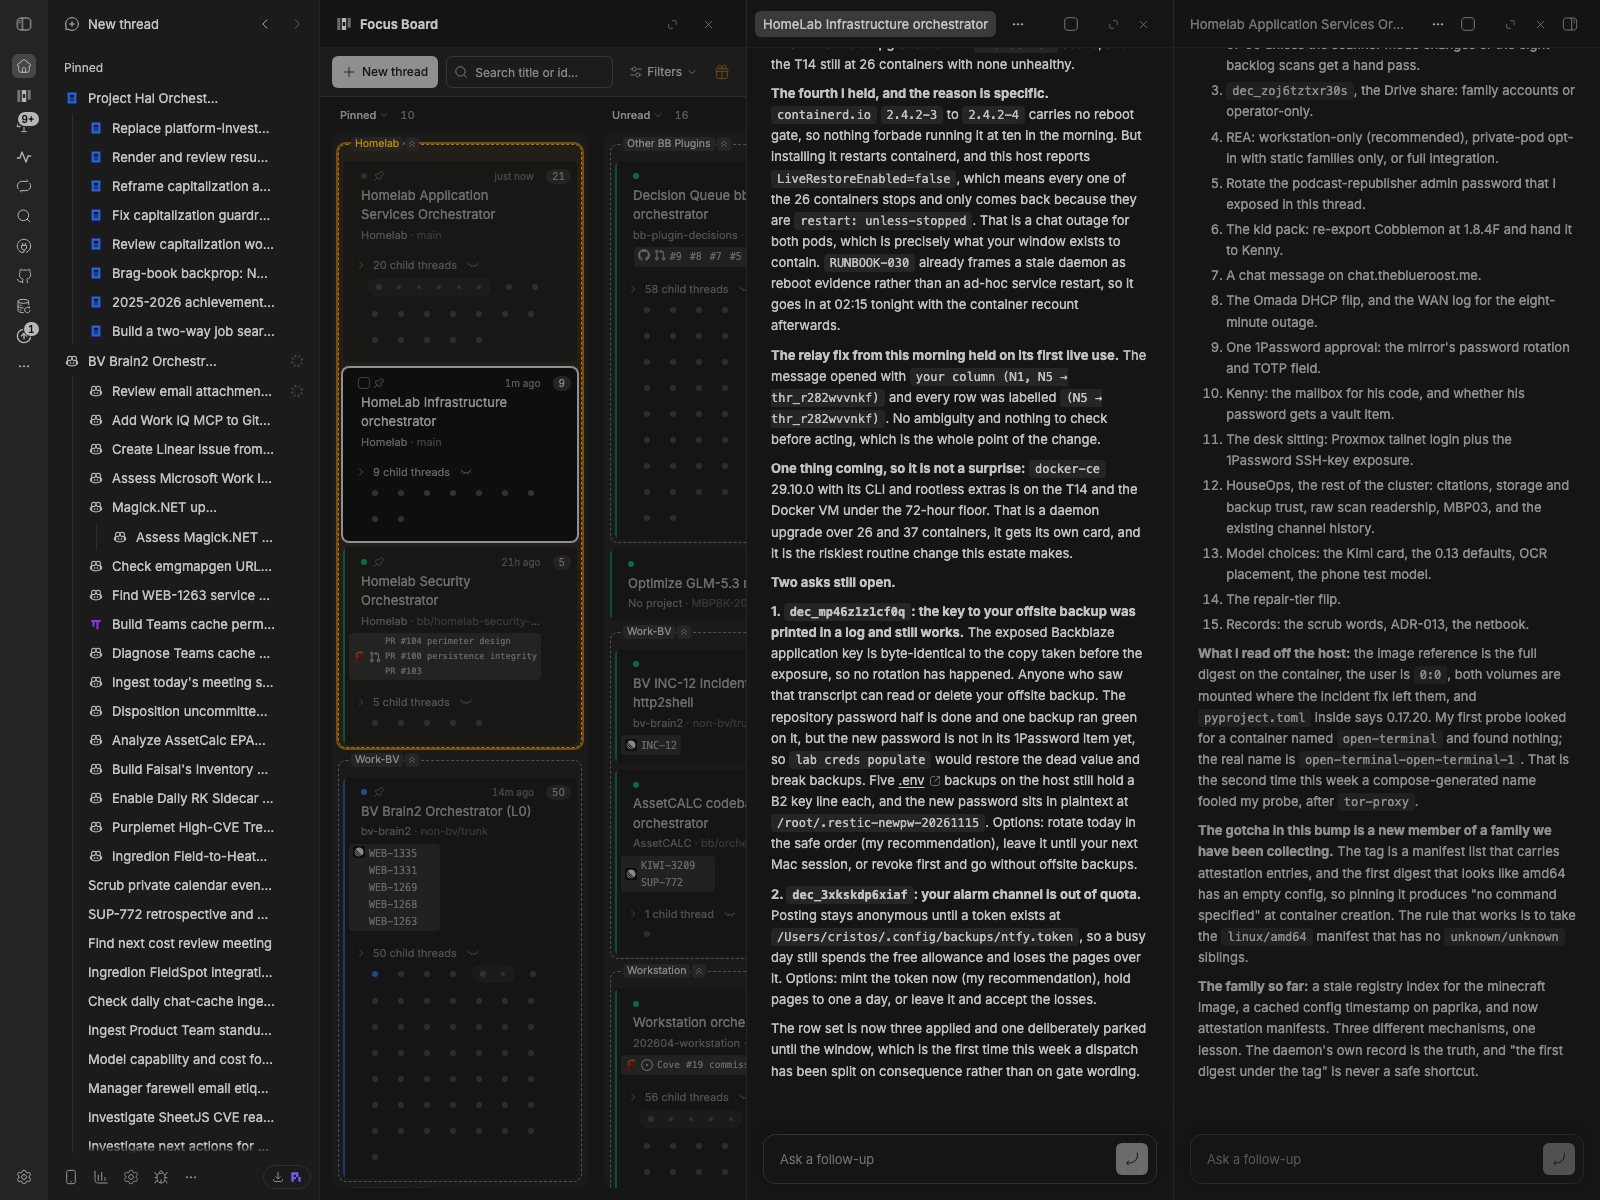 New thread
Pinned
Project Hal Orchest...
Replace platform-invest...
Render and review resu...
Reframe capitalization a...
Fix capitalization guardr...
Review capitalization wo...
Brag-book backprop: N...
2025-2026 achievement...
Build a two-way job sear...
BV Brain2 Orchestr...
Review email attachmen...
Add Work IQ MCP to Git...
Create Linear issue from...
Assess Microsoft Work I...
Magick.NET up...
Assess Magick.NET ...
Check emgmapgen URL...
Find WEB-1263 service ...
Build Teams cache perm...
Diagnose Teams cache ...
Ingest today's meeting s...
Disposition uncommitte...
Analyze AssetCalc EPA...
Build Faisal's Inventory ...
Enable Daily RK Sidecar ...
Purplemet High-CVE Tre...
Ingredion Field-to-Heat...
Scrub private calendar even...
SUP-772 retrospective and ...
Find next cost review meeting
Ingredion FieldSpot integrati...
Check daily chat-cache inge...
Ingest Product Team standu...
Model capability and cost fo...
Manager farewell email etiq...
Investigate SheetJS CVE rea...
Investigate next actions for ...
9+
1
Focus Board
New thread
Search title or id...
Filters
Pinned 10
Homelab
just now 21
Homelab Application
Services Orchestrator
Homelab · main
20 child threads
1m ago 9
HomeLab Infrastructure
orchestrator
Homelab · main
9 child threads
21h ago 5
Homelab Security
Orchestrator
Homelab · bb/homelab-security-...
PR #104 perimeter design
PR #100 persistence integrity
PR #103
5 child threads
Work-BV
14m ago 50
BV Brain2 Orchestrator (L0)
bv-brain2 · non-bv/trunk
WEB-1335
WEB-1331
WEB-1269
WEB-1268
WEB-1263
50 child threads
Unread 16
Other BB Plugins
Decision Queue bb
orchestrator
bb-plugin-decisions ·
#9 #8 #7 #5
58 child threads
Optimize GLM-5.3 r
No project · MBPBK-20
Work-BV
BV INC-12 Inciden
http2shell
bv-brain2 · non-bv/tru
INC-12
AssetCALC codeba
orchestrator
AssetCALC · bb/orche
KIWI-3209
SUP-772
1 child thread
Workstation
Workstation orche
202604-workstation ·
Cove #19 commis
56 child threads
HomeLab Infrastructure orchestrator
the T14 still at 26 containers with none unhealthy.
The fourth I held, and the reason is specific.
containerd.io 2.4.2-3 to 2.4.2-4 carries no reboot
gate, so nothing forbade running it at ten in the morning. But
installing it restarts containerd, and this host reports
LiveRestoreEnabled=false, which means every one of
the 26 containers stops and only comes back because they
are restart: unless-stopped. That is a chat outage for
both pods, which is precisely what your window exists to
contain. RUNBOOK-030 already frames a stale daemon as
reboot evidence rather than an ad-hoc service restart, so it
goes in at 02:15 tonight with the container recount
afterwards.
The relay fix from this morning held on its first live use. The
message opened with your column (N1, N5 →
thr_r282wvvnkf) and every row was labelled (N5 →
thr_r282wvvnkf). No ambiguity and nothing to check
before acting, which is the whole point of the change.
One thing coming, so it is not a surprise: docker-ce
29.10.0 with its CLI and rootless extras is on the T14 and the
Docker VM under the 72-hour floor. That is a daemon
upgrade over 26 and 37 containers, it gets its own card, and
it is the riskiest routine change this estate makes.
Two asks still open.
1. dec_mp46z1z1cf0q: the key to your offsite backup was
printed in a log and still works. The exposed Backblaze
application key is byte-identical to the copy taken before the
exposure, so no rotation has happened. Anyone who saw
that transcript can read or delete your offsite backup. The
repository password half is done and one backup ran green
on it, but the new password is not in its 1Password item yet,
so lab creds populate would restore the dead value and
break backups. Five .env backups on the host still hold a
B2 key line each, and the new password sits in plaintext at
/root/.restic-newpw-20261115. Options: rotate today in
the safe order (my recommendation), leave it until your next
Mac session, or revoke first and go without offsite backups.
2. dec_3xkskdp6xiaf: your alarm channel is out of quota.
Posting stays anonymous until a token exists at
/Users/cristos/.config/backups/ntfy.token, so a busy
day still spends the free allowance and loses the pages over
it. Options: mint the token now (my recommendation), hold
pages to one a day, or leave it and accept the losses.
The row set is now three applied and one deliberately parked
until the window, which is the first time this week a dispatch
has been split on consequence rather than on gate wording.
Ask a follow-up
Homelab Application Services Or...
backlog scans get a hand pass.
3. dec_zoj6tztxr30s, the Drive share: family accounts or
operator-only.
4. REA: workstation-only (recommended), private-pod opt-
in with static families only, or full integration.
5. Rotate the podcast-republisher admin password that I
exposed in this thread.
6. The kid pack: re-export Cobblemon at 1.8.4F and hand it
to Kenny.
7. A chat message on chat.theblueroost.me.
8. The Omada DHCP flip, and the WAN log for the eight-
minute outage.
9. One 1Password approval: the mirror's password rotation
and TOTP field.
10. Kenny: the mailbox for his code, and whether his
password gets a vault item.
11. The desk sitting: Proxmox tailnet login plus the
1Password SSH-key exposure.
12. HouseOps, the rest of the cluster: citations, storage and
backup trust, raw scan readership, MBP03, and the
existing channel history.
13. Model choices: the Kimi card, the 0.13 defaults, OCR
placement, the phone test model.
14. The repair-tier flip.
15. Records: the scrub words, ADR-013, the netbook.
What I read off the host: the image reference is the full
digest on the container, the user is 0:0, both volumes are
mounted where the incident fix left them, and
pyproject.toml inside says 0.17.20. My first probe looked
for a container named open-terminal and found nothing;
the real name is open-terminal-open-terminal-1. That is
the second time this week a compose-generated name
fooled my probe, after tor-proxy.
The gotcha in this bump is a new member of a family we
have been collecting. The tag is a manifest list that carries
attestation entries, and the first digest that looks like amd64
has an empty config, so pinning it produces "no command
specified" at container creation. The rule that works is to take
the linux/amd64 manifest that has no unknown/unknown
siblings.
The family so far: a stale registry index for the minecraft
image, a cached config timestamp on paprika, and now
attestation manifests. Three different mechanisms, one
lesson. The daemon's own record is the truth, and "the first
digest under the tag" is never a safe shortcut.
Ask a follow-up